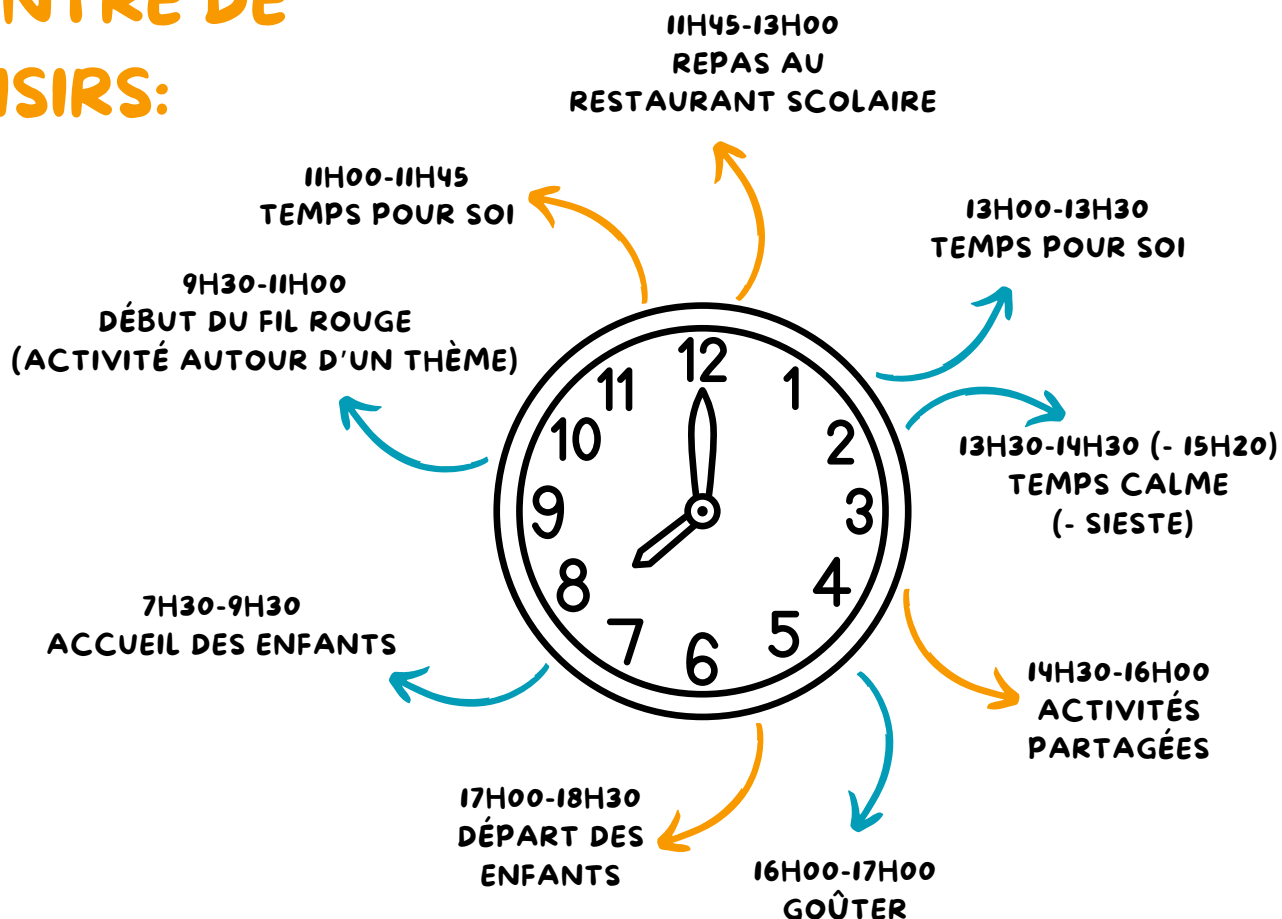 NTRE DE
ISIRS:
11H45-13H00
REPAS AU
RESTAURANT SCOLAIRE
11H00-11H45
TEMPS POUR SOI
13H00-13H30
TEMPS POUR SOI
9H30-11H00
DÉBUT DU FIL ROUGE
(ACTIVITÉ AUTOUR D'UN THÈME)
13H30-14H30 (- 15H20)
TEMPS CALME
(- SIESTE)
7H30-9H30
ACCUEIL DES ENFANTS
14H30-16H00
ACTIVITÉS
PARTAGÉES
17H00-18H30
DÉPART DES
ENFANTS
16H00-17H00
GOÛTER
12
1
2
3
4
5
6
7
8
9
10
11